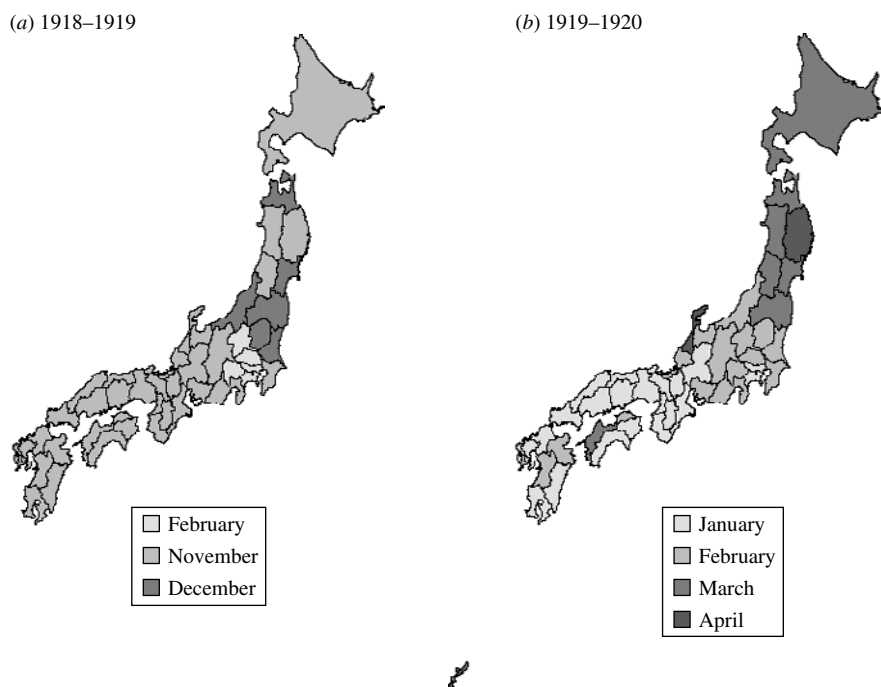 (a) 1918–1919
(b) 1919–1920
February
November
December
January
February
March
April